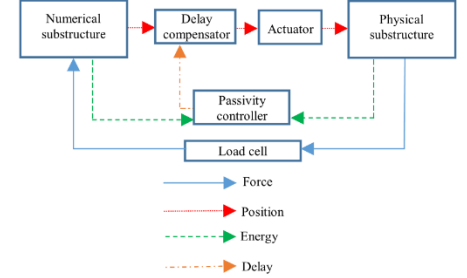 Numerical
substructure
Delay
compensator
Actuator
Physical
substructure
Passivity
controller
Load cell
Force
Position
Energy
Delay